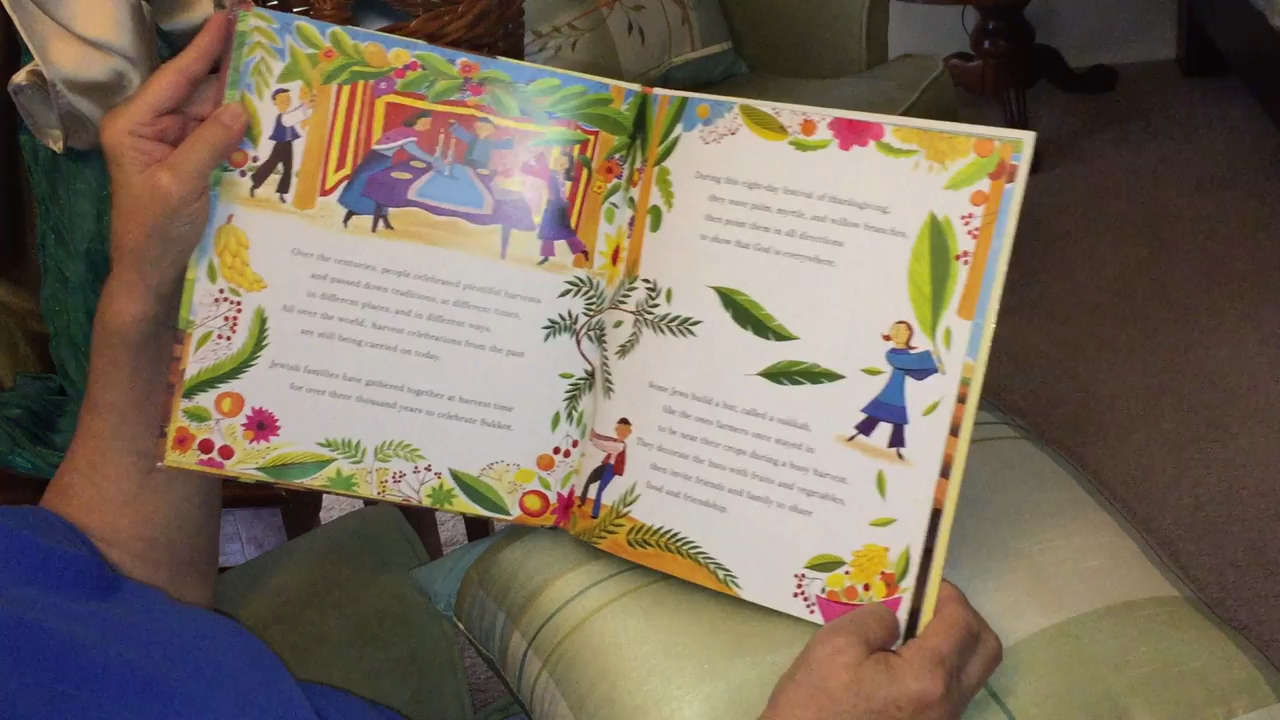 Over the centuries, people celebrated plentiful harvests
and passed down traditions, at different times,
in different places, and in different ways.
All over the world, harvest celebrations from the past
are still being carried on today.
Jewish families have gathered together at harvest time
for over three thousand years to celebrate Sukkot.
During this eight-day festival of thanksgiving,
they wave palm, myrtle, and willow branches,
then point them in all directions
to show that God is everywhere.
Some Jews build a hut, called a sukkah,
like the ones farmers once stayed in
to be near their crops during a busy harvest.
They decorate the huts with fruits and vegetables,
then invite friends and family to share
food and friendship.